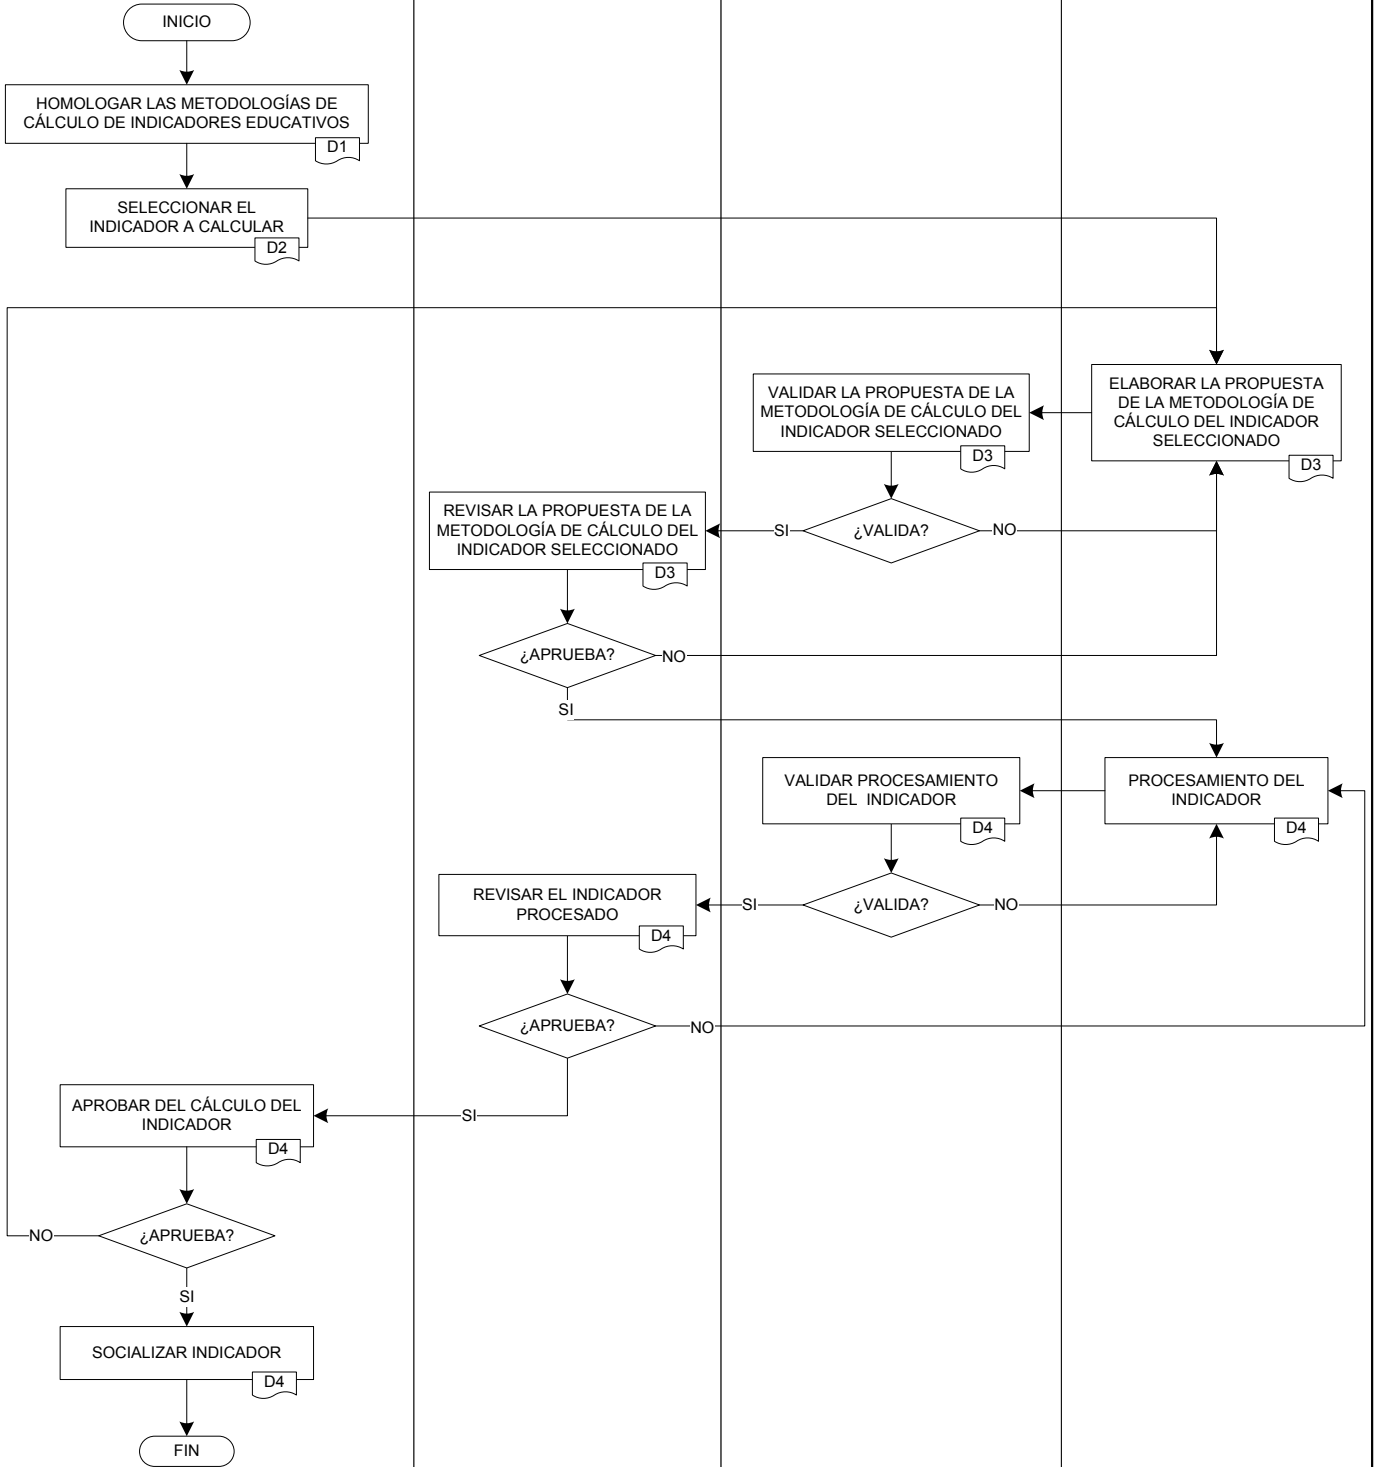 INICIO
HOMOLOGAR LAS METODOLOGÍAS DE
CÁLCULO DE INDICADORES EDUCATIVOS
D1
SELECCIONAR EL
INDICADOR A CALCULAR
D2
ELABORAR LA PROPUESTA
DE LA METODOLOGÍA DE
CÁLCULO DEL INDICADOR
SELECCIONADO
D3
VALIDAR LA PROPUESTA DE LA
METODOLOGÍA DE CÁLCULO DEL
INDICADOR SELECCIONADO
D3
¿VALIDA?
SI
NO
REVISAR LA PROPUESTA DE LA
METODOLOGÍA DE CÁLCULO DEL
INDICADOR SELECCIONADO
D3
¿APRUEBA?
NO
SI
PROCESAMIENTO DEL
INDICADOR
D4
VALIDAR PROCESAMIENTO
DEL INDICADOR
D4
¿VALIDA?
SI
NO
REVISAR EL INDICADOR
PROCESADO
D4
¿APRUEBA?
NO
SI
APROBAR DEL CÁLCULO DEL
INDICADOR
D4
¿APRUEBA?
NO
SI
SOCIALIZAR INDICADOR
D4
FIN